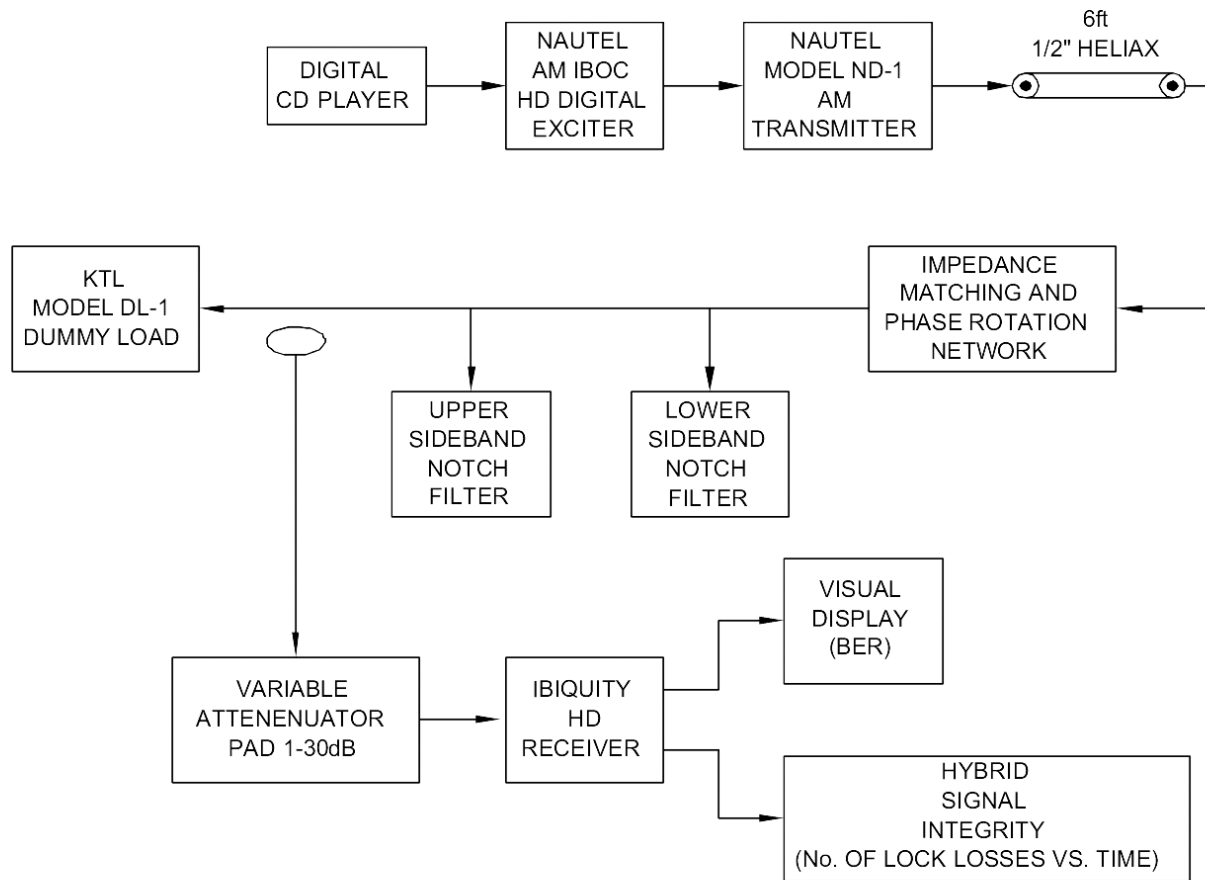 DIGITAL
CD PLAYER
NAUTEL
AM IBOC
HD DIGITAL
EXCITER
NAUTEL
MODEL ND-1
AM
TRANSMITTER
6ft
1/2" HELIAX
KTL
MODEL DL-1
DUMMY LOAD
IMPEDANCE
MATCHING AND
PHASE ROTATION
NETWORK
UPPER
SIDEBAND
NOTCH
FILTER
LOWER
SIDEBAND
NOTCH
FILTER
VARIABLE
ATTENENUATOR
PAD 1-30dB
IBIQUITY
HD
RECEIVER
VISUAL
DISPLAY
(BER)
HYBRID
SIGNAL
INTEGRITY
(No. OF LOCK LOSSES VS. TIME)